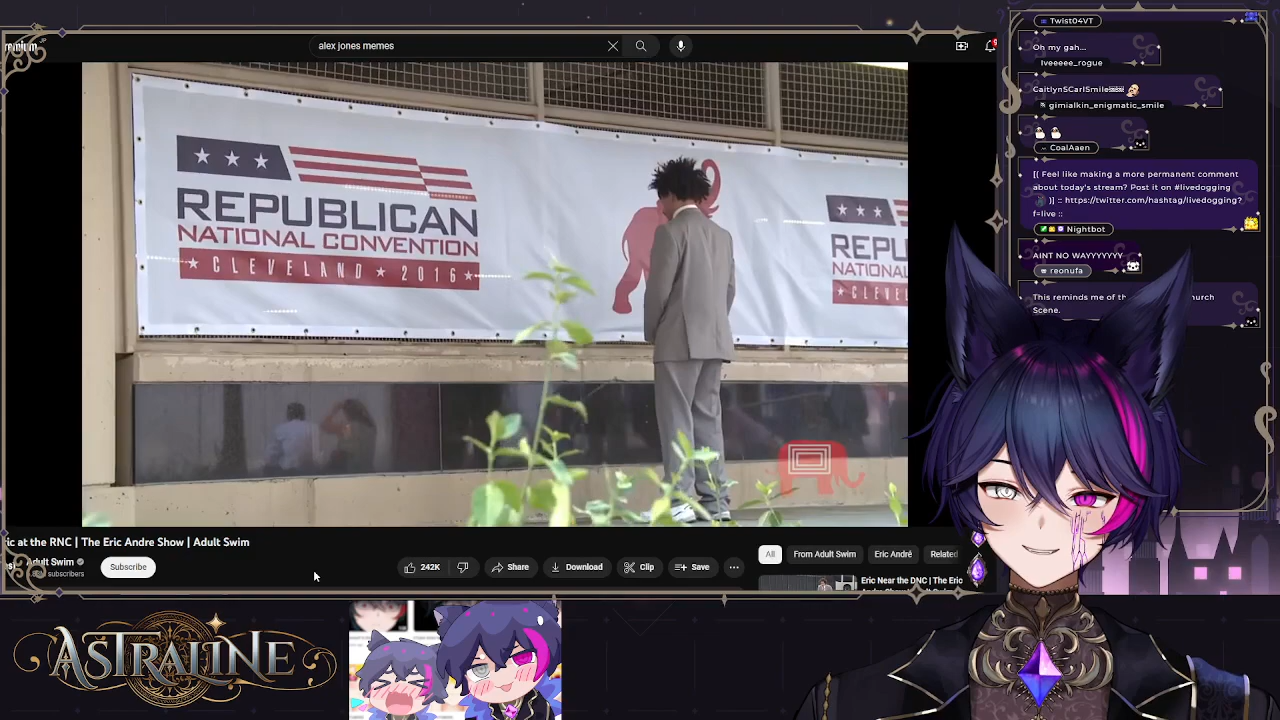 alex jones memes
REPUBLICAN
NATIONAL CONVENTION
★ CLEVELAND ★ 2016 ★
REPU
NATIONAL
★ CLEVEL
ric at the RNC | The Eric Andre Show | Adult Swim
Adult Swim
subscribers
Subscribe
242K
Share
Download
Clip
Save
All
From Adult Swim
Eric André
Related
Eric Near the DNC | The Eric
ASTRALINE
Twist04VT
Oh my gah...
Iveeeee_rogue
gimialkin_enigmatic_smile
CoalAaen
[( Feel like making a more permanent comment
about today's stream? Post it on #livedogging
)] :: https://twitter.com/hashtag/livedogging?
f=live ::
Nightbot
AINT NO WAYYYYYY
reonufa
This reminds me of th urch
Scene.